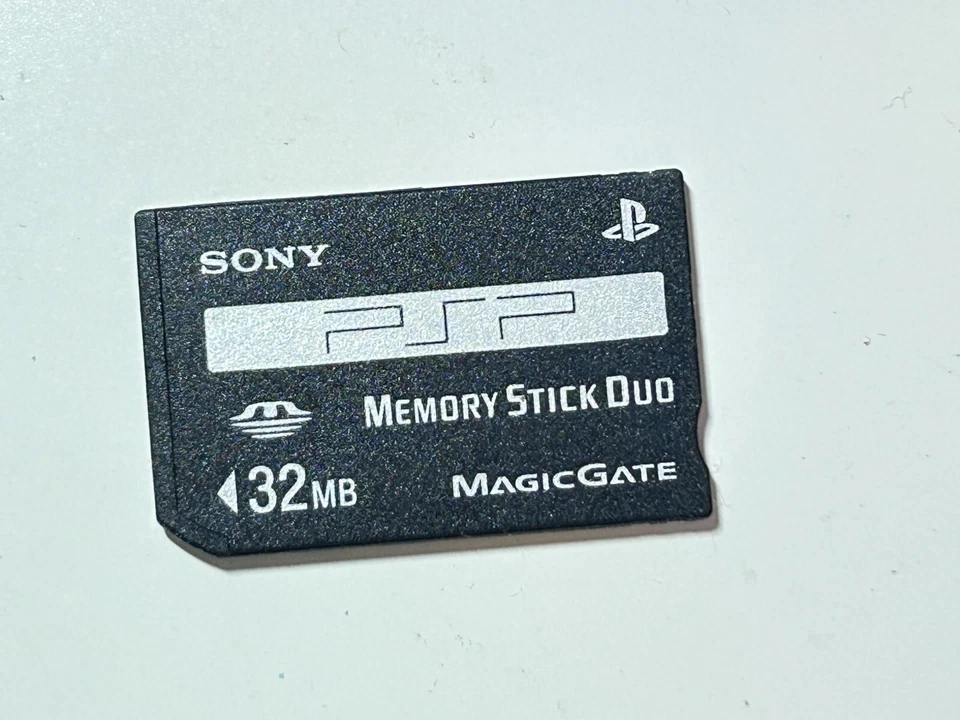 SONY
PSP
MEMORY STICK DUO
32MB
MAGICGATE